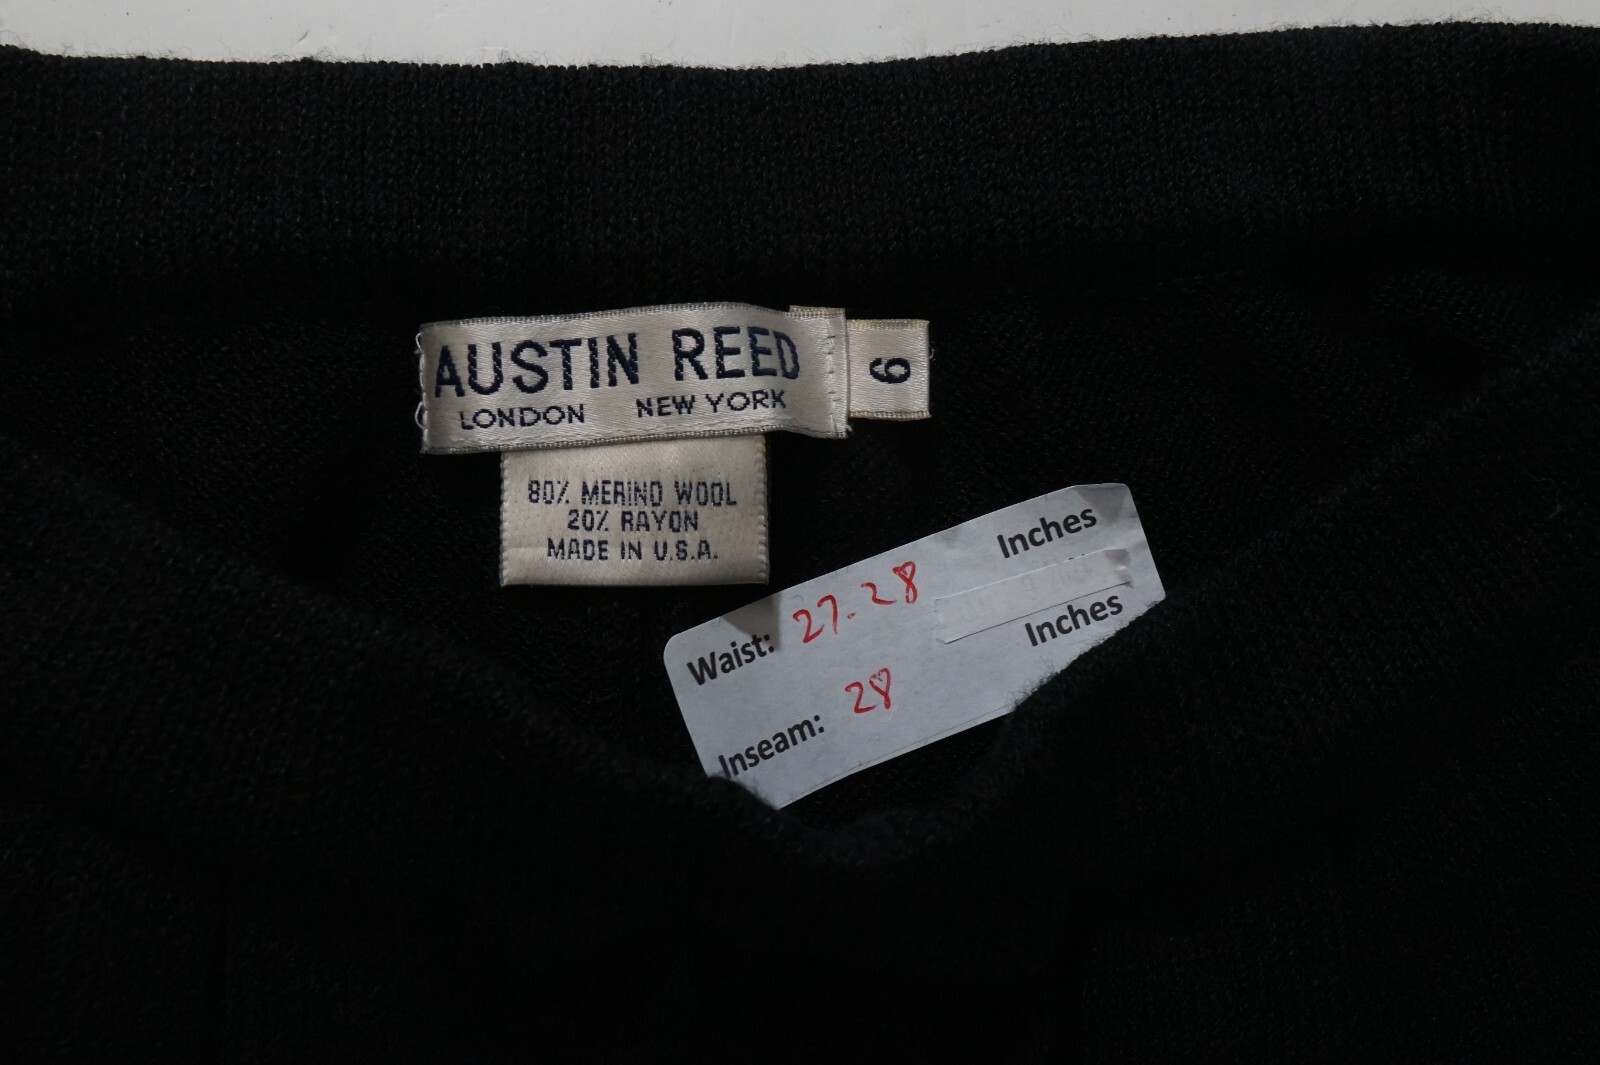 AUSTIN REED
LONDON NEW YORK
6
80% MERINO WOOL
20% RAYON
MADE IN U.S.A.
Waist: 27-28 Inches
Inseam: 28 Inches